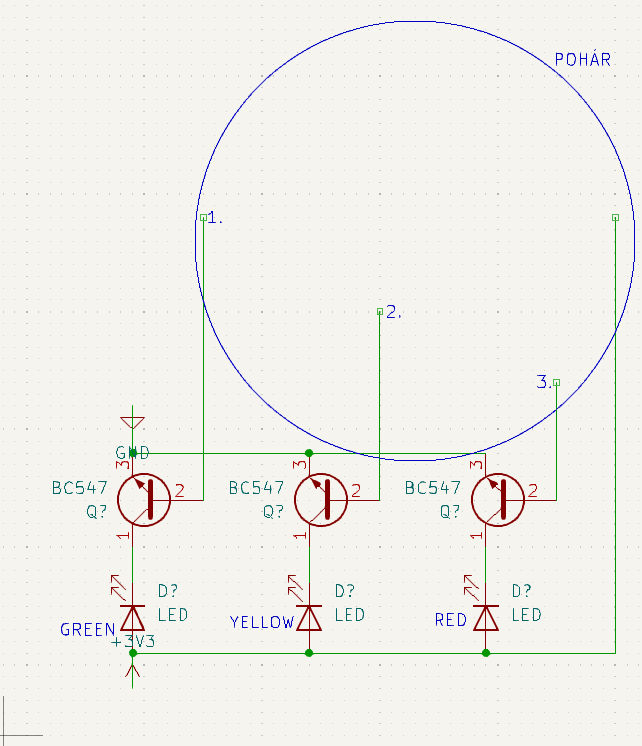 POHÁR
1.
2.
3.
GND
3
3
3
BC547
Q?
2
BC547
Q?
2
BC547
Q?
2
1
1
1
D?
LED
GREEN
+3V3
D?
LED
YELLOW
D?
LED
RED